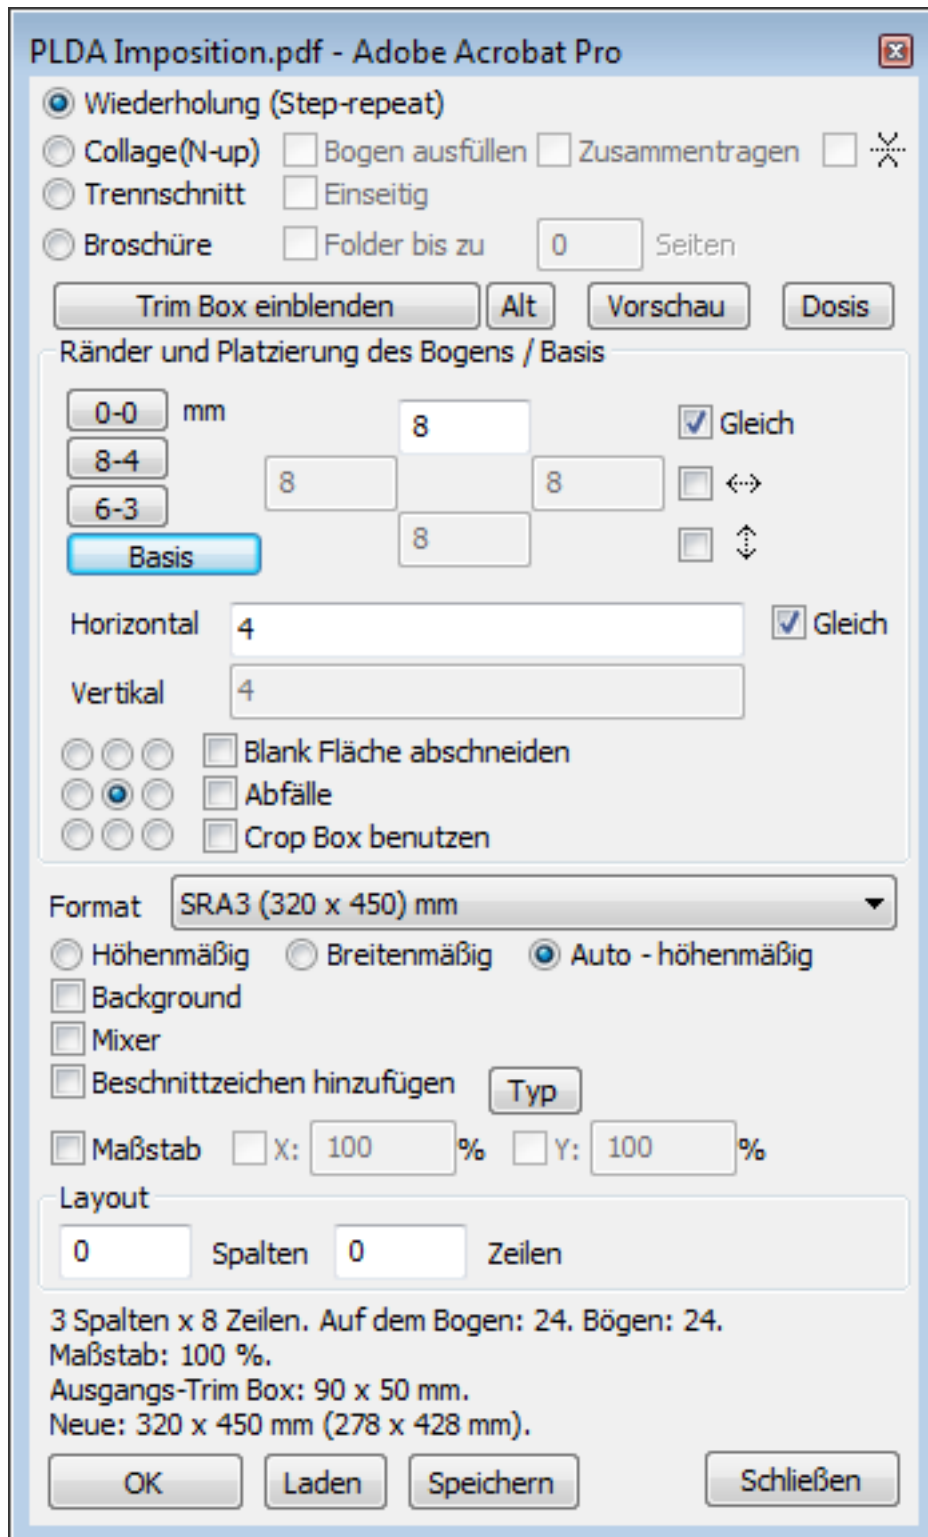 PLDA Imposition.pdf - Adobe Acrobat Pro
Wiederholung (Step-repeat)
Collage(N-up) Bogen ausfüllen Zusammentragen
Trennschnitt Einseitig
Broschüre Folder bis zu 0 Seiten
Trim Box einblenden Alt Vorschau Dosis
Ränder und Platzierung des Bogens / Basis
0-0 mm 8 Gleich
8-4 8 8
6-3 8
Basis
Horizontal 4 Gleich
Vertikal 4
Blank Fläche abschneiden
Abfälle
Crop Box benutzen
Format SRA3 (320 x 450) mm
Höhenmäßig Breitenmäßig Auto - höhenmäßig
Background
Mixer
Beschnittzeichen hinzufügen Typ
Maßstab X: 100 % Y: 100 %
Layout
0 Spalten 0 Zeilen
3 Spalten x 8 Zeilen. Auf dem Bogen: 24. Bögen: 24.
Maßstab: 100 %.
Ausgangs-Trim Box: 90 x 50 mm.
Neue: 320 x 450 mm (278 x 428 mm).
OK Laden Speichern Schließen